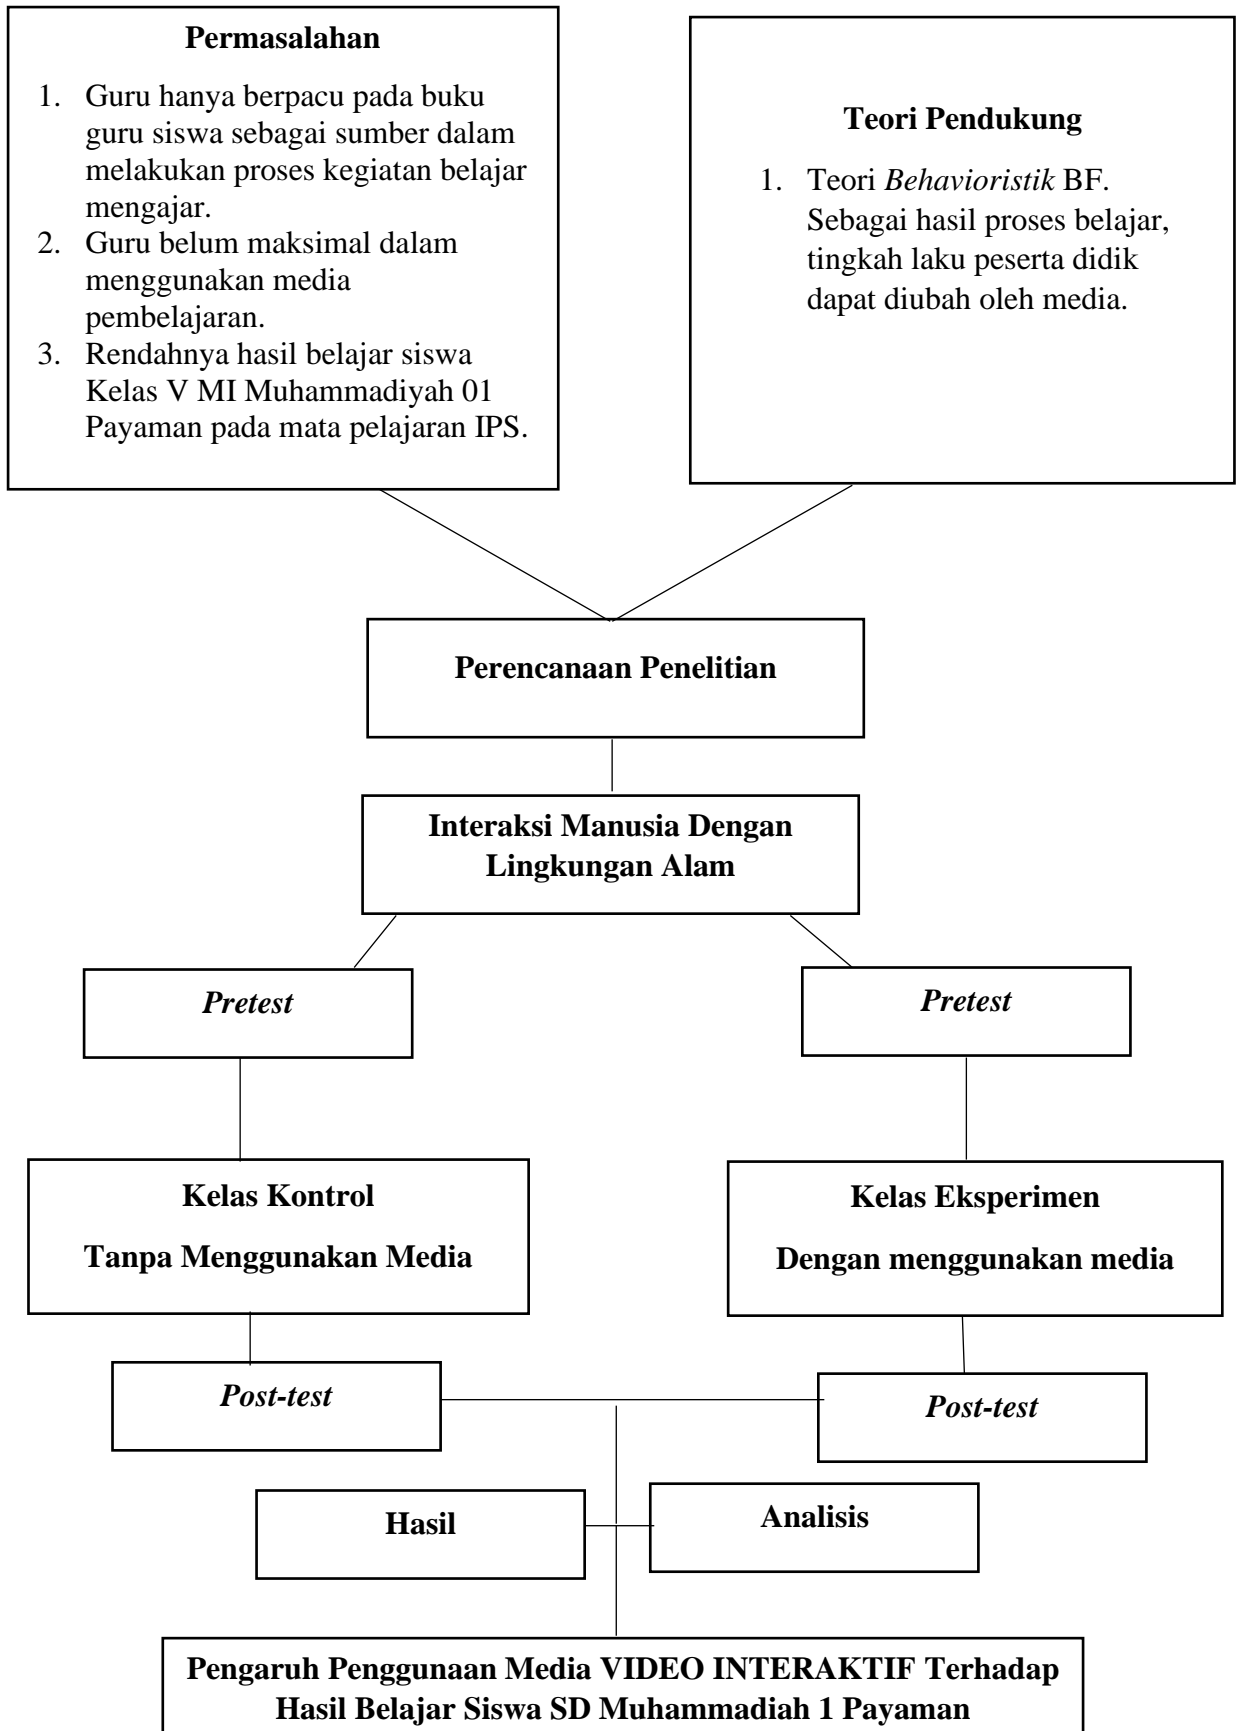 Permasalahan
1. Guru hanya berpacu pada buku
guru siswa sebagai sumber dalam
melakukan proses kegiatan belajar
mengajar.
2. Guru belum maksimal dalam
menggunakan media
pembelajaran.
3. Rendahnya hasil belajar siswa
Kelas V MI Muhammadiyah 01
Payaman pada mata pelajaran IPS.
Teori Pendukung
1. Teori Behavioristik BF.
Sebagai hasil proses belajar,
tingkah laku peserta didik
dapat diubah oleh media.
Perencanaan Penelitian
Interaksi Manusia Dengan
Lingkungan Alam
Pretest
Pretest
Kelas Kontrol
Tanpa Menggunakan Media
Kelas Eksperimen
Dengan menggunakan media
Post-test
Post-test
Hasil
Analisis
Pengaruh Penggunaan Media VIDEO INTERAKTIF Terhadap
Hasil Belajar Siswa SD Muhammadiah 1 Payaman